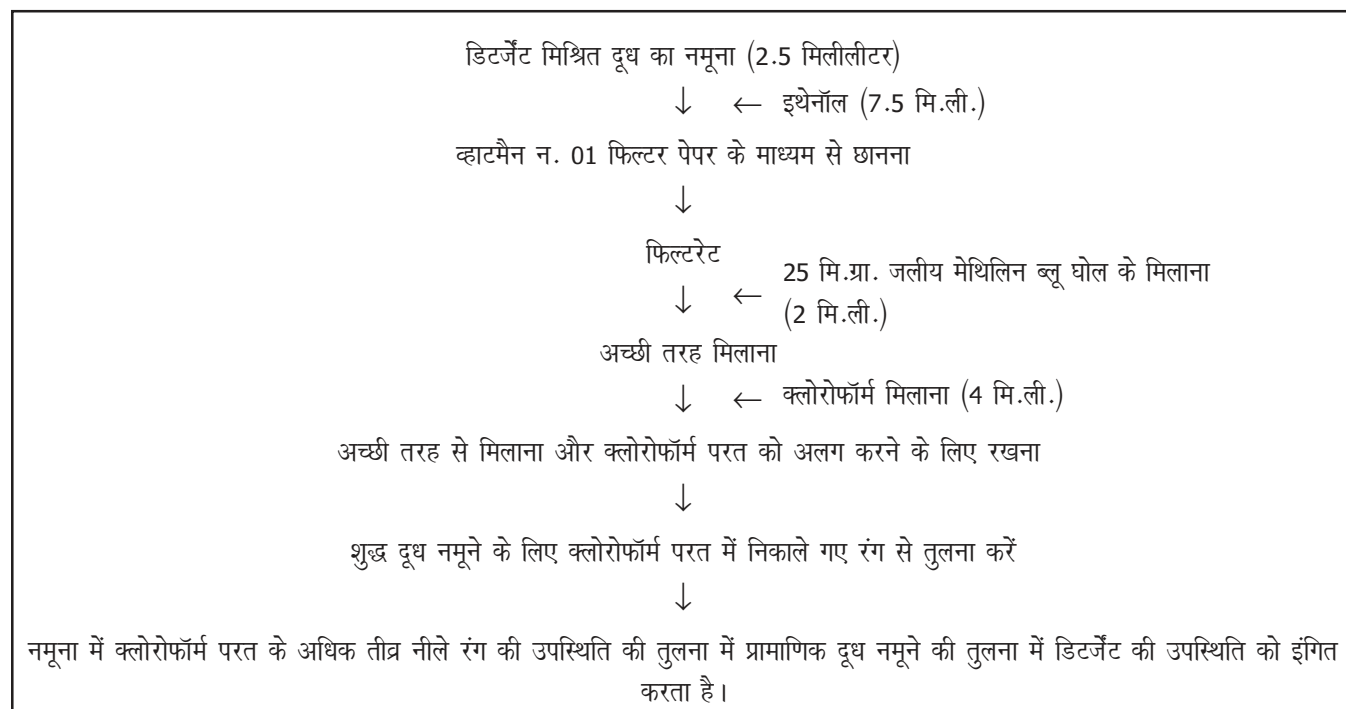 डिटर्जेंट मिश्रित दूध का नमूना (2.5 मिलीलीटर)
↓ ← इथेनॉल (7.5 मि.ली.)
व्हाटमैन न. 01 फिल्टर पेपर के माध्यम से छानना
↓
फिल्टरेट
↓ ← 25 मि.ग्रा. जलीय मेथिलिन ब्लू घोल के मिलाना
(2 मि.ली.)
अच्छी तरह मिलाना
↓ ← क्लोरोफॉर्म मिलाना (4 मि.ली.)
अच्छी तरह से मिलाना और क्लोरोफॉर्म परत को अलग करने के लिए रखना
↓
शुद्ध दूध नमूने के लिए क्लोरोफॉर्म परत में निकाले गए रंग से तुलना करें
↓
नमूना में क्लोरोफॉर्म परत के अधिक तीव्र नीले रंग की उपस्थिति की तुलना में प्रामाणिक दूध नमूने की तुलना में डिटर्जेंट की उपस्थिति को इंगित
करता है।